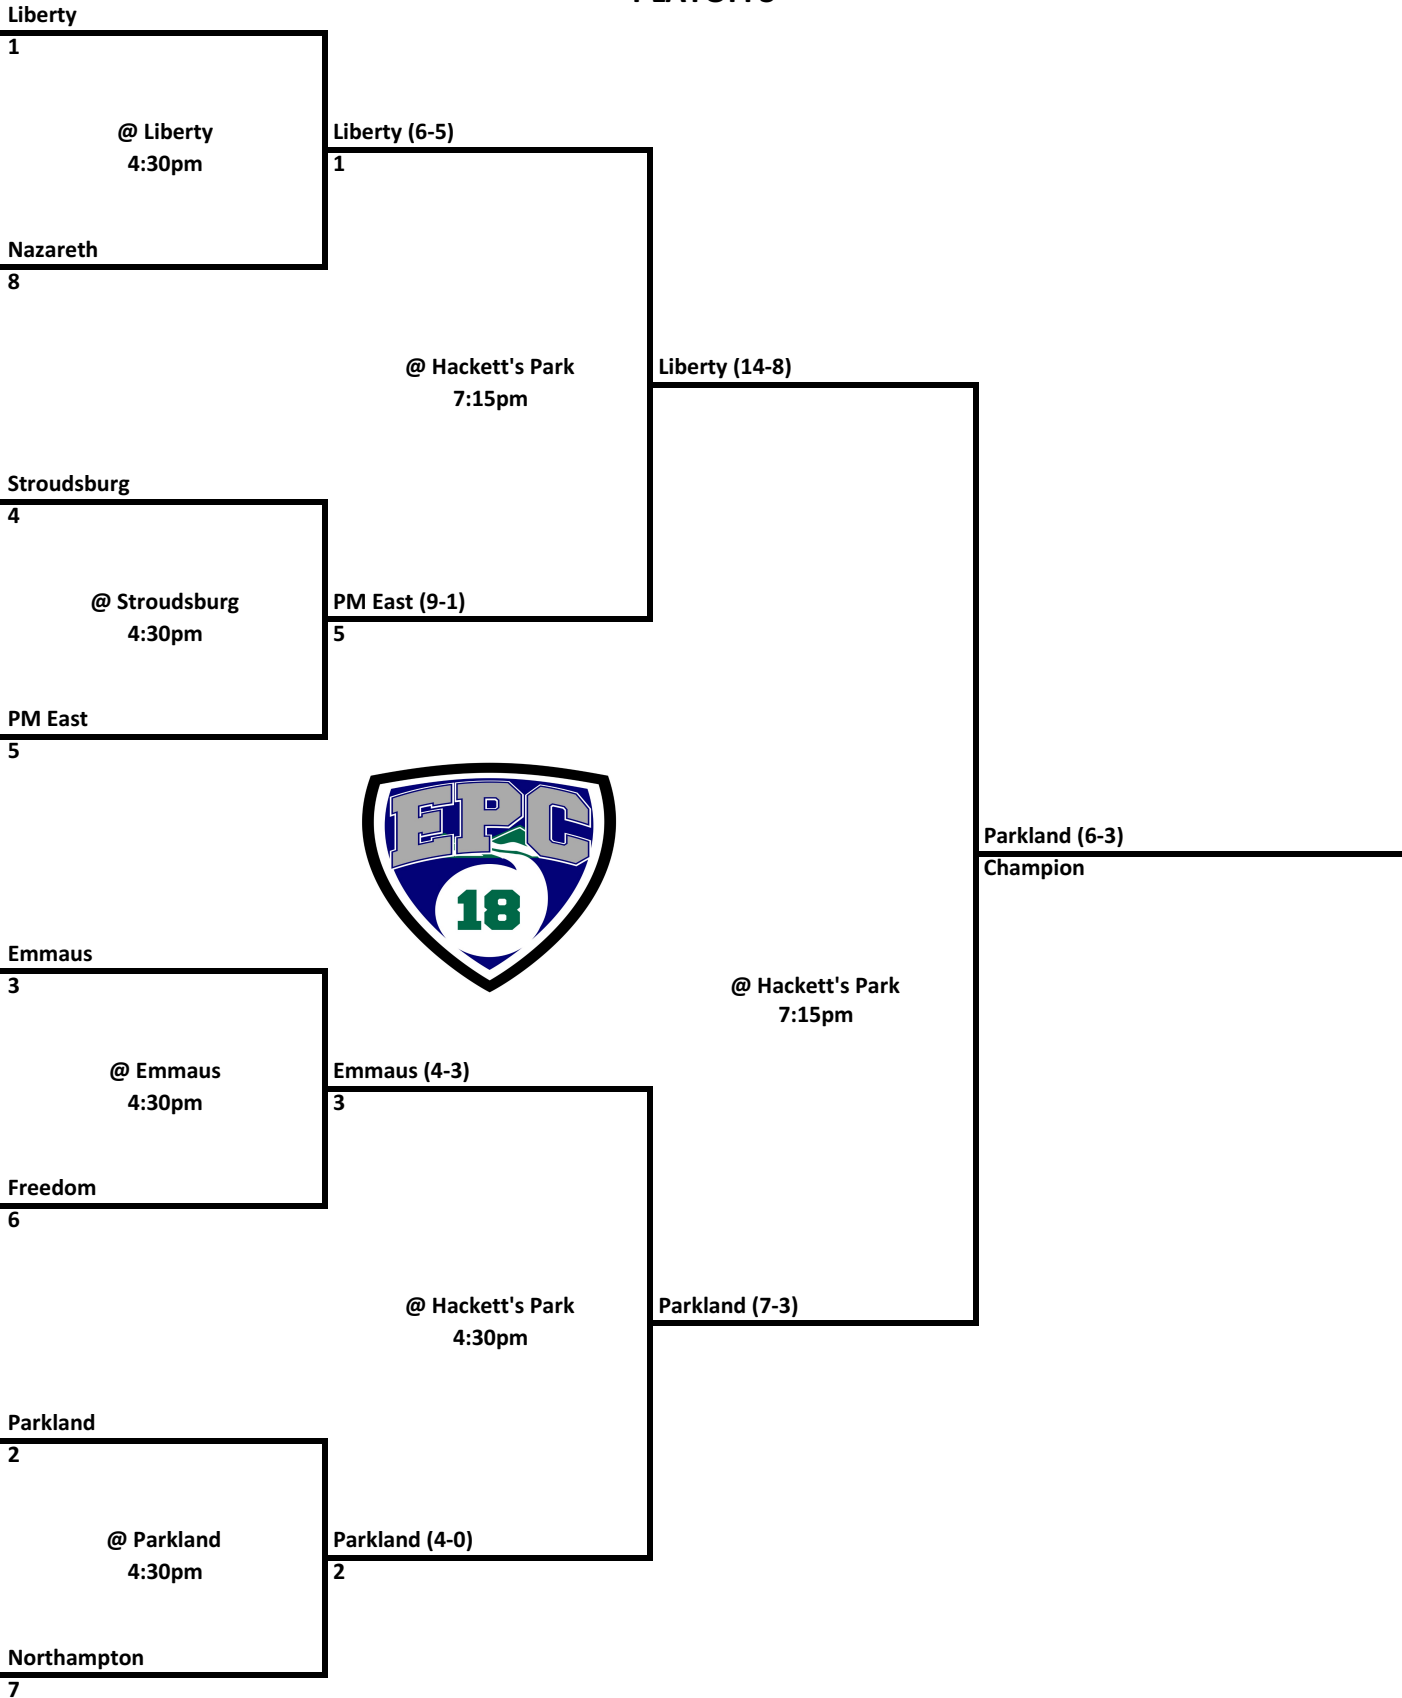 Liberty
1
@ Liberty
4:30pm
Liberty (6-5)
1
Nazareth
8
@ Hackett's Park
7:15pm
Liberty (14-8)
Stroudsburg
4
@ Stroudsburg
4:30pm
PM East (9-1)
5
PM East
5
EPC
18
Parkland (6-3)
Champion
Emmaus
3
@ Hackett's Park
7:15pm
@ Emmaus
4:30pm
Emmaus (4-3)
3
Freedom
6
@ Hackett's Park
4:30pm
Parkland (7-3)
Parkland
2
@ Parkland
4:30pm
Parkland (4-0)
2
Northampton
7